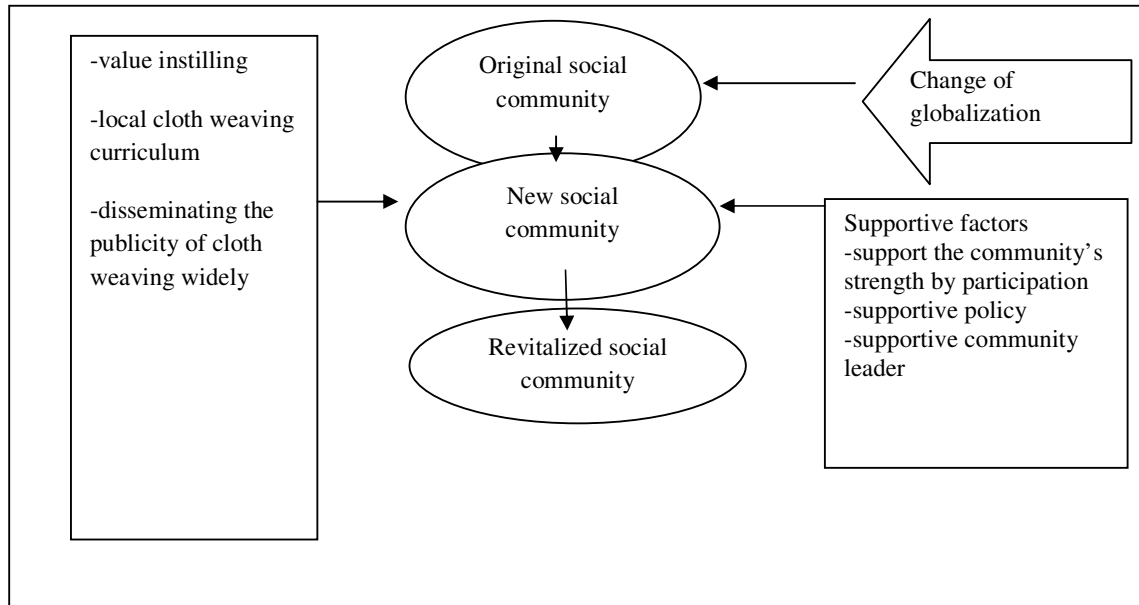 -value instilling
-local cloth weaving
curriculum
-disseminating the
publicity of cloth
weaving widely
Original social
community
New social
community
Revitalized social
community
Change of
globalization
Supportive factors
-support the community’s
strength by participation
-supportive policy
-supportive community
leader